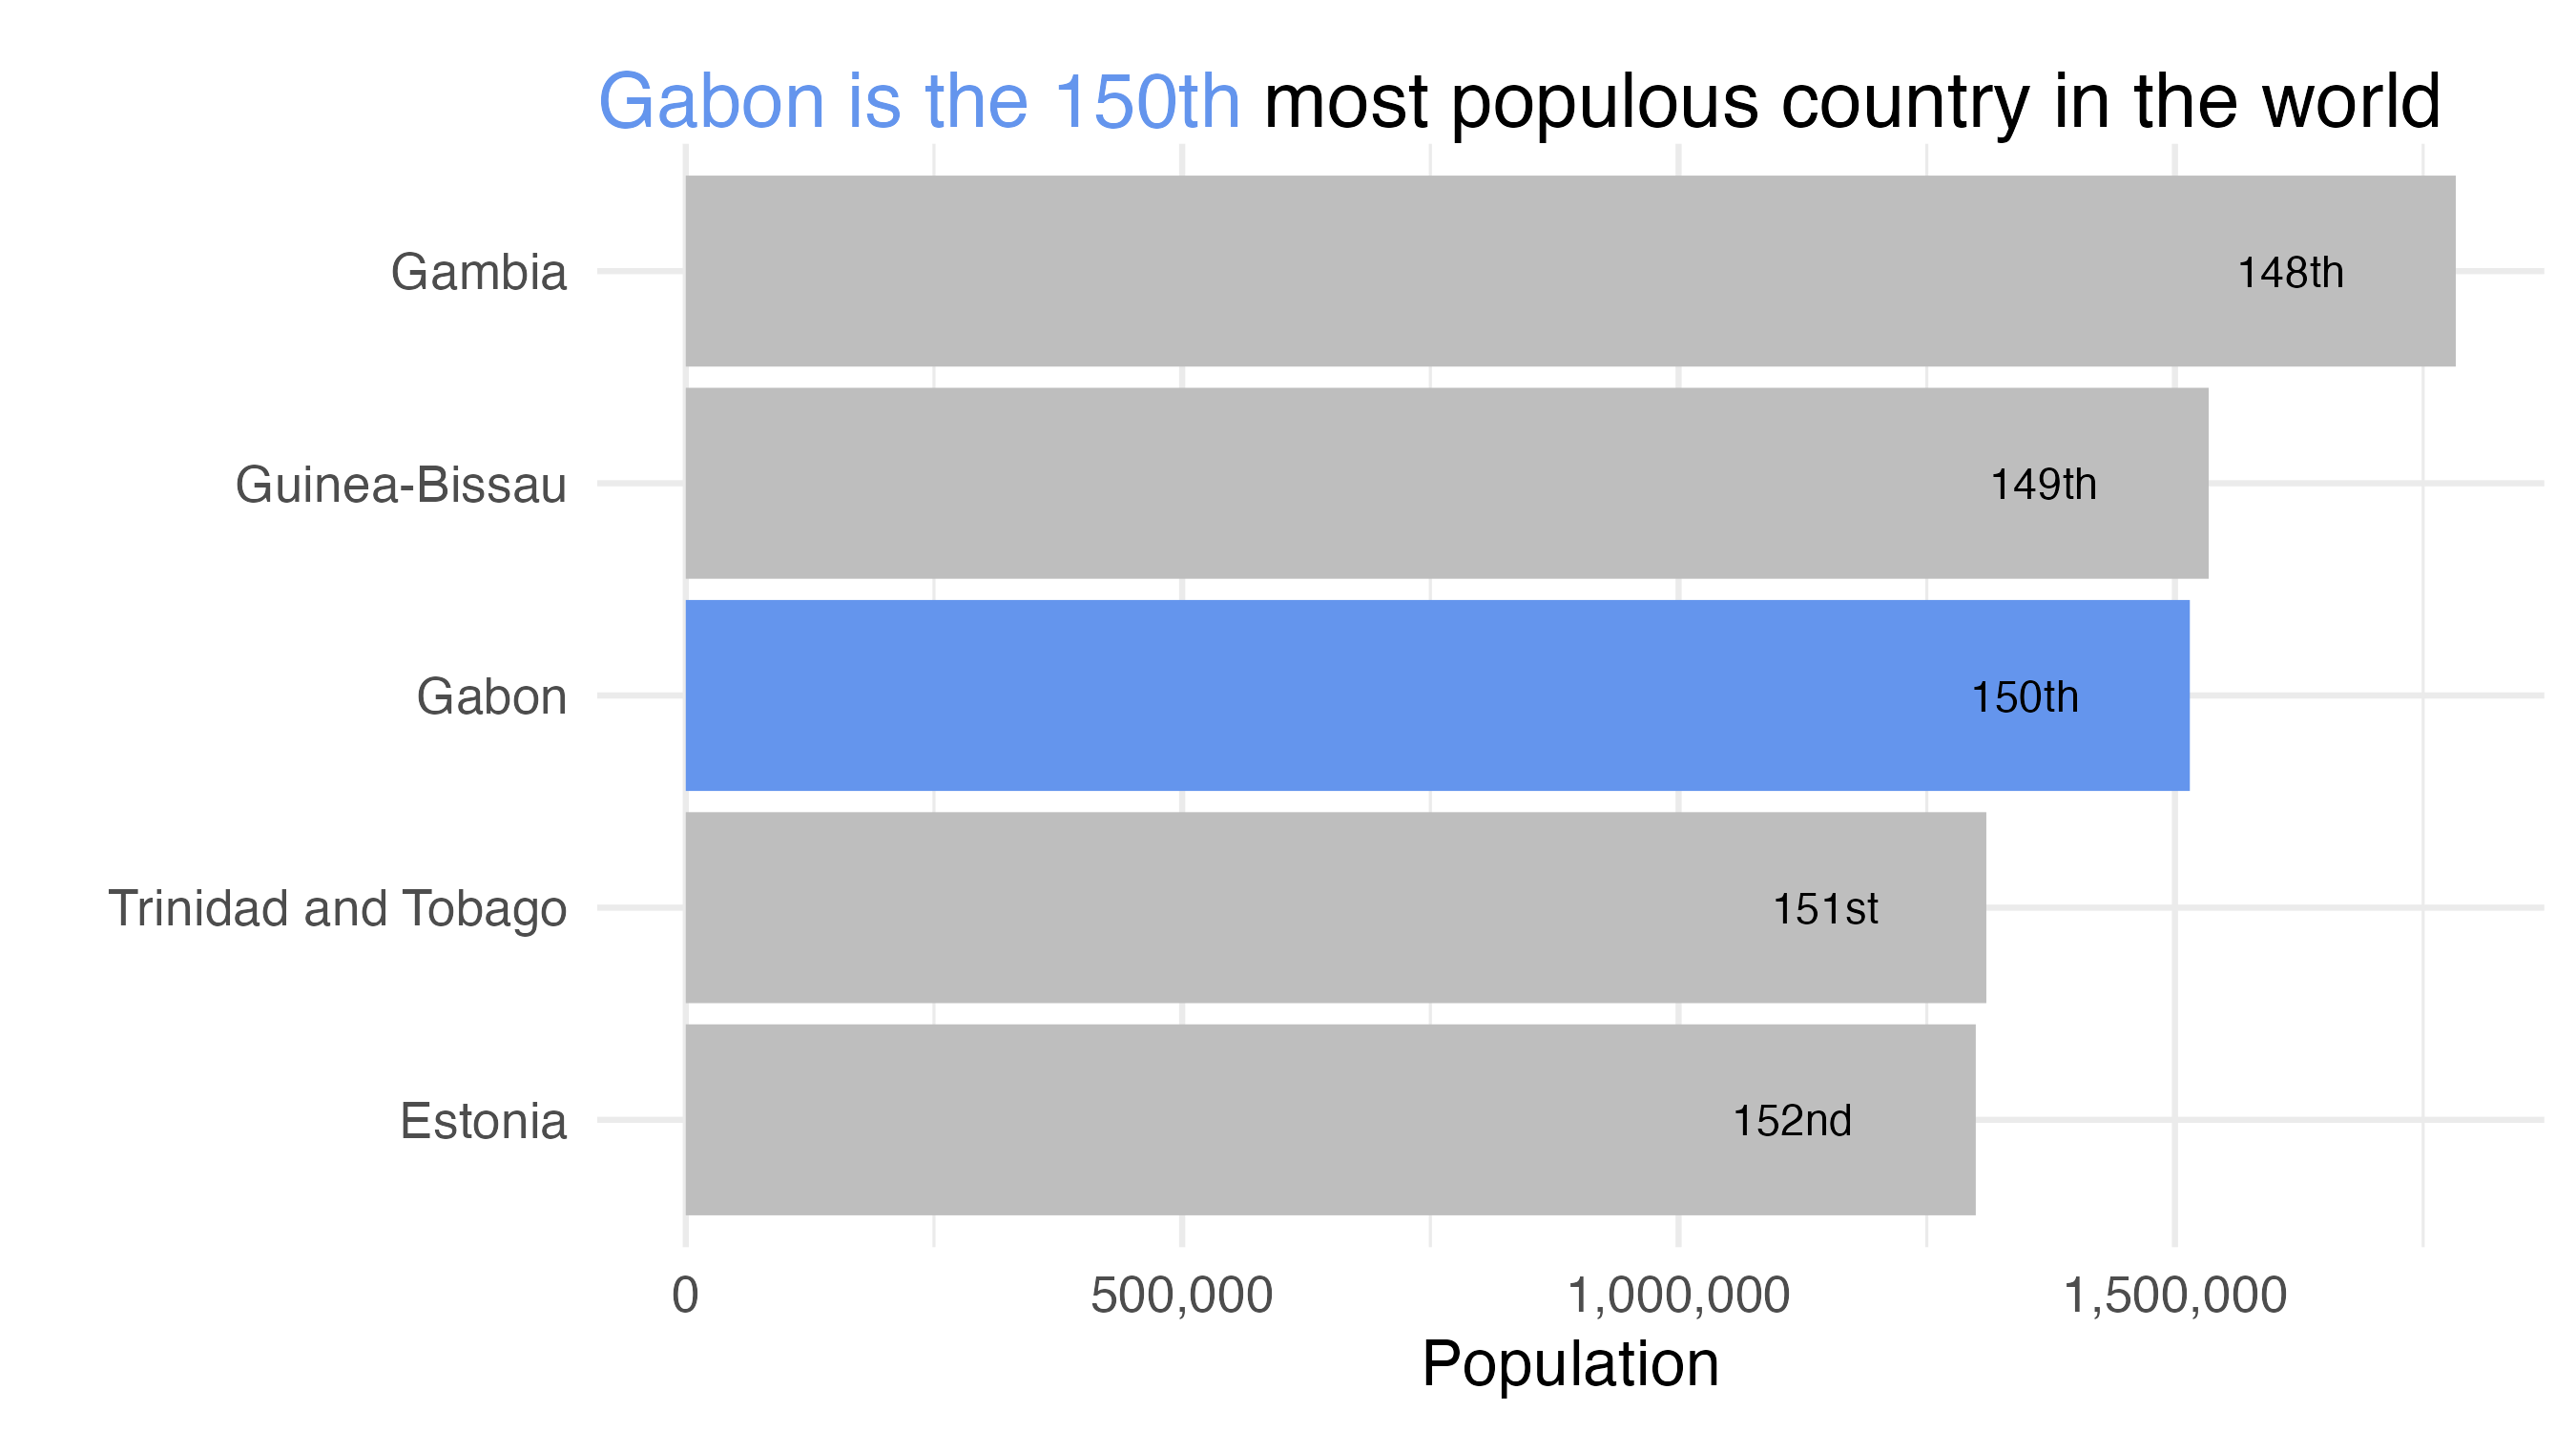 Gabon is the 150th most populous country in the world
Gambia 148th
Guinea-Bissau 149th
Gabon 150th
Trinidad and Tobago 151st
Estonia 152nd
0 500,000 1,000,000 1,500,000
Population